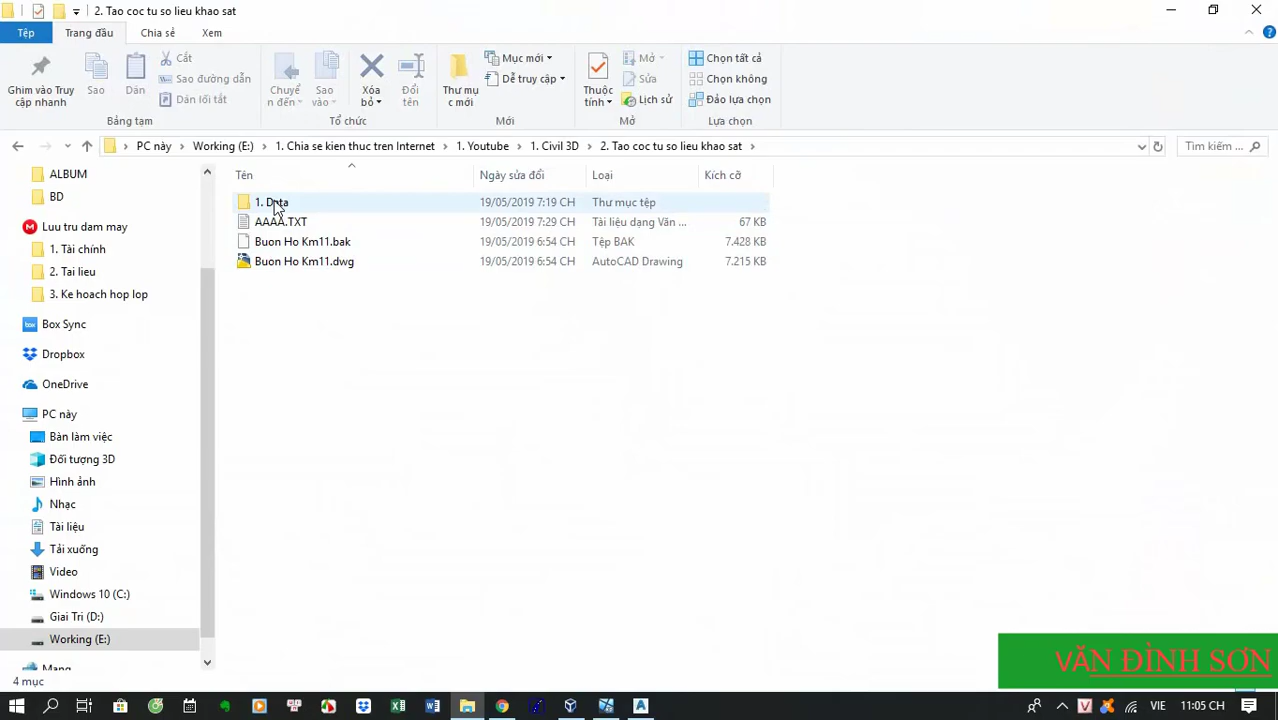 2. Tao coc tu so lieu khao sat
Tệp
Trang đầu
Chia sẻ
Xem
Ghim vào Truy cập nhanh
Sao
Dán
Cắt
Sao đường dẫn
Dán lối tắt
Bảng tạm
Chuyển đến
Sao vào
Xóa bỏ
Đổi tên
Tổ chức
Thư mục mới
Mục mới
Dễ truy cập
Mới
Thuộc tính
Mở
Sửa
Lịch sử
Mở
Chọn tất cả
Chọn không
Đảo lựa chọn
Lựa chọn
PC này
Working (E:)
1. Chia se kien thuc tren Internet
1. Youtube
1. Civil 3D
2. Tao coc tu so lieu khao sat
Tìm kiếm ...
Tên
Ngày sửa đổi
Loại
Kích cỡ
1. Data
19/05/2019 7:19 CH
Thư mục tệp
AAAA.TXT
19/05/2019 7:29 CH
Tài liệu dạng Văn ...
67 KB
Buon Ho Km11.bak
19/05/2019 6:54 CH
Tệp BAK
7.428 KB
Buon Ho Km11.dwg
19/05/2019 6:54 CH
AutoCAD Drawing
7.215 KB
ALBUM
BD
Luu tru dam may
1. Tài chính
2. Tai lieu
3. Ke hoach hop lop
Box Sync
Dropbox
OneDrive
PC này
Bàn làm việc
Đối tượng 3D
Hình ảnh
Nhạc
Tài liệu
Tải xuống
Video
Windows 10 (C:)
Giai Tri (D:)
Working (E:)
Mạng
4 mục
VĂN ĐÌNH SƠN
VIE
11:05 CH